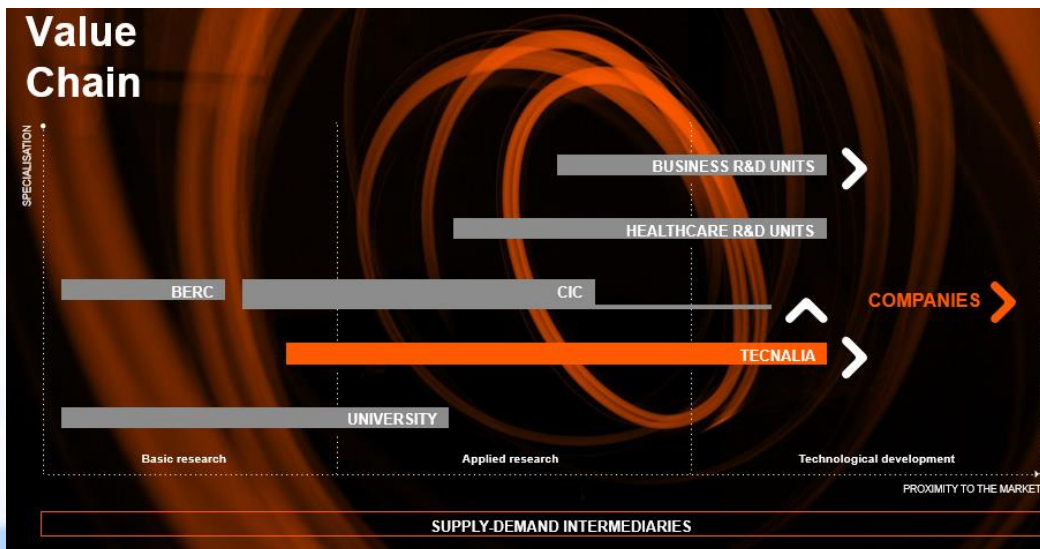 Value
Chain
SPECIALISATION
BUSINESS R&D UNITS
HEALTHCARE R&D UNITS
BERC
CIC
COMPANIES
TECNALIA
UNIVERSITY
Basic research
Applied research
Technological development
PROXIMITY TO THE MARKET
SUPPLY-DEMAND INTERMEDIARIES